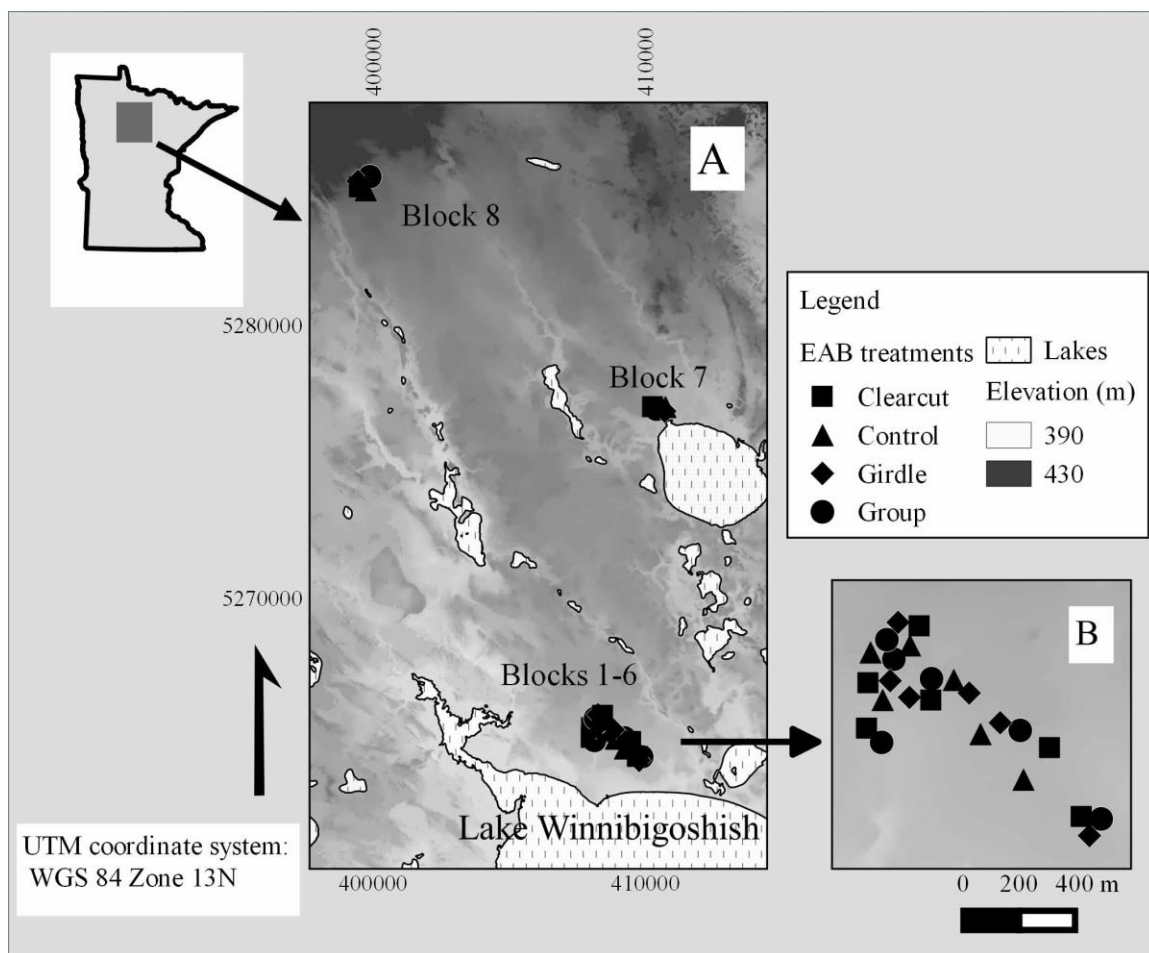 400000
410000
A
Block 8
5280000
Block 7
Legend
EAB treatments
Clearcut
Control
Girdle
Group
Lakes
Elevation (m)
390
430
5270000
Blocks 1-6
B
Lake Winnibigoshish
UTM coordinate system:
WGS 84 Zone 13N
400000
410000
0 200 400 m